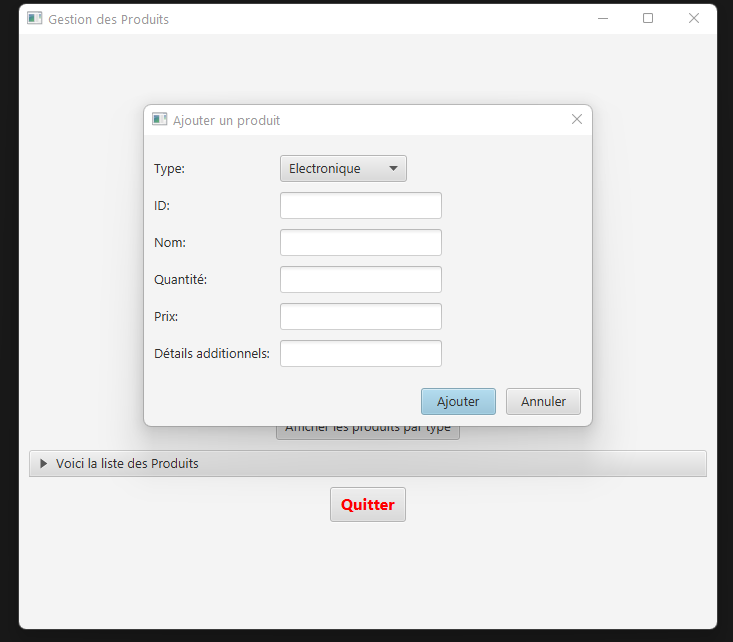 Gestion des Produits
Ajouter un produit
Type:
Electronique
ID:
Nom:
Quantité:
Prix:
Détails additionnels:
Ajouter
Annuler
Afficher les produits par type
Voici la liste des Produits
Quitter